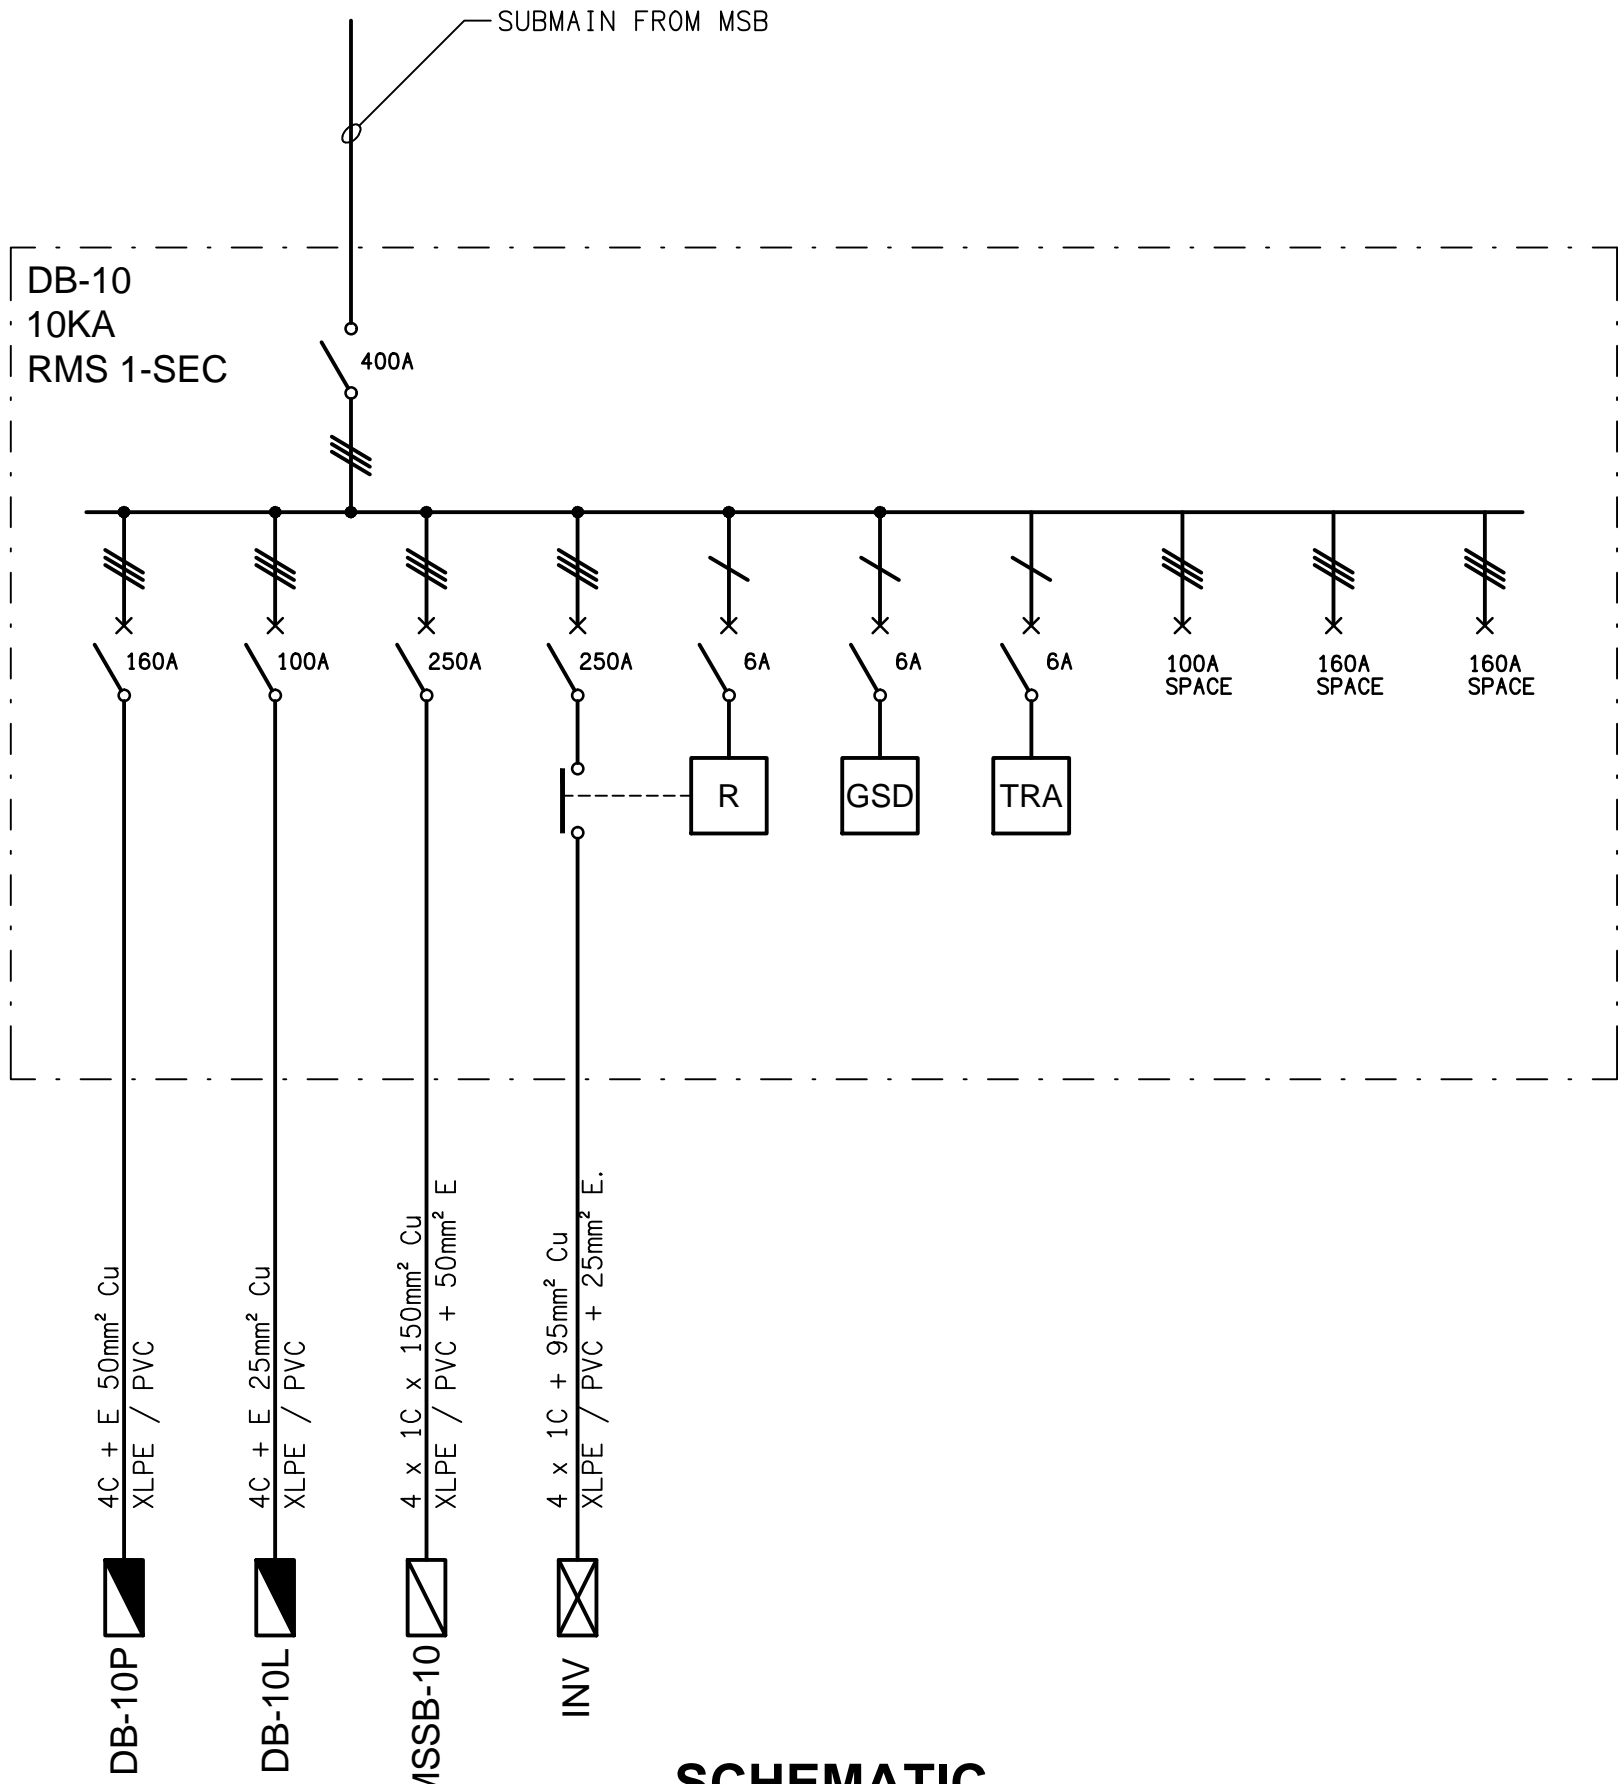 SUBMAIN FROM MSB
DB-10
10KA
RMS 1-SEC
400A
160A
100A
250A
250A
6A
6A
6A
100A
SPACE
160A
SPACE
160A
SPACE
R
GSD
TRA
4C + E 50mm² Cu
XLPE / PVC
4C + E 25mm² Cu
XLPE / PVC
4 x 1C x 150mm² Cu
XLPE / PVC + 50mm² E
4 x 1C + 95mm² Cu
XLPE / PVC + 25mm² E.
DB-10P
DB-10L
MSSB-10
INV
SCHEMATIC